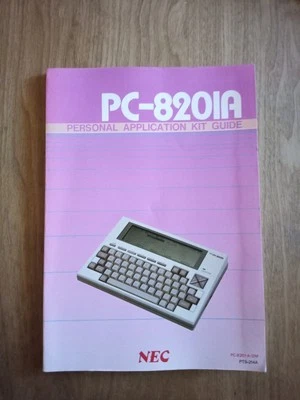 PC-8201A
PERSONAL APPLICATION KIT GUIDE
NEC